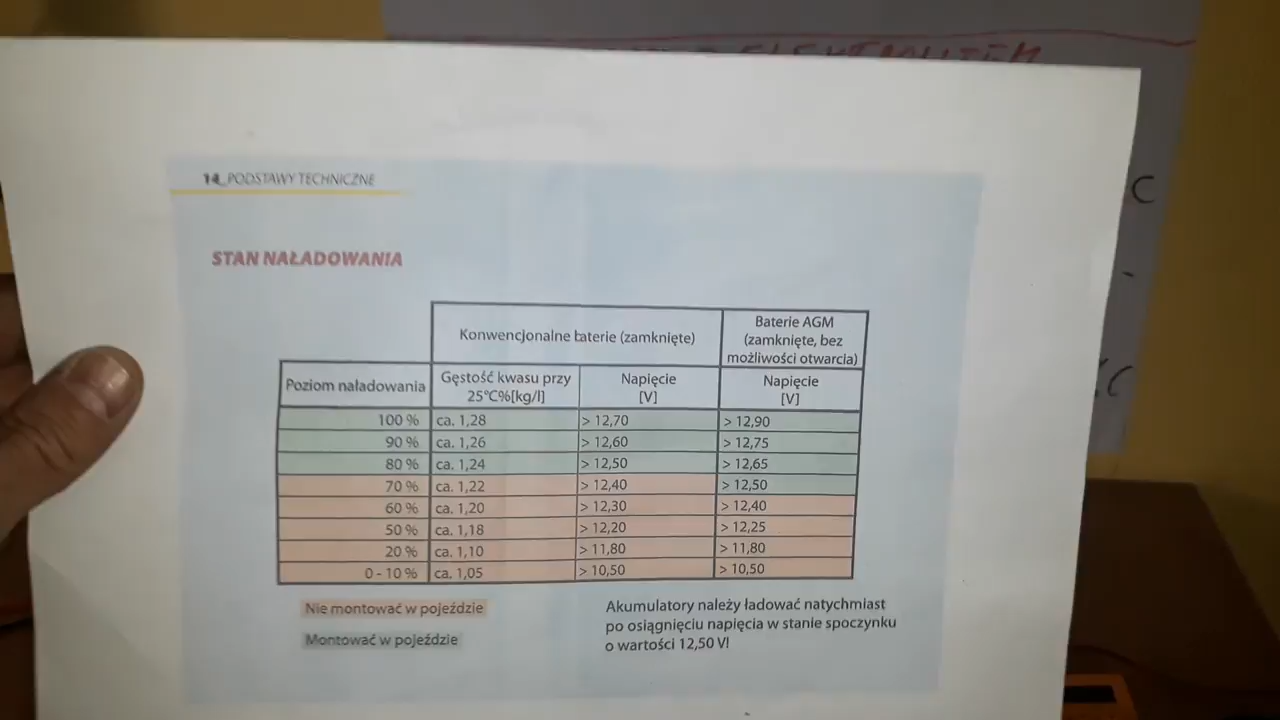 14_PODSTAWY TECHNICZNE
STAN NAŁADOWANIA
Konwencjonalne baterie (zamknięte)
Baterie AGM
(zamknięte, bez
możliwości otwarcia)
Poziom naładowania
Gęstość kwasu przy
25°C%[kg/l]
Napięcie
[V]
Napięcie
[V]
100 % ca. 1,28 > 12,70 > 12,90
90 % ca. 1,26 > 12,60 > 12,75
80 % ca. 1,24 > 12,50 > 12,65
70 % ca. 1,22 > 12,40 > 12,50
60 % ca. 1,20 > 12,30 > 12,40
50 % ca. 1,18 > 12,20 > 12,25
20 % ca. 1,10 > 11,80 > 11,80
0 - 10 % ca. 1,05 > 10,50 > 10,50
Nie montować w pojeździe
Montować w pojeździe
Akumulatory należy ładować natychmiast
po osiągnięciu napięcia w stanie spoczynku
o wartości 12,50 V!